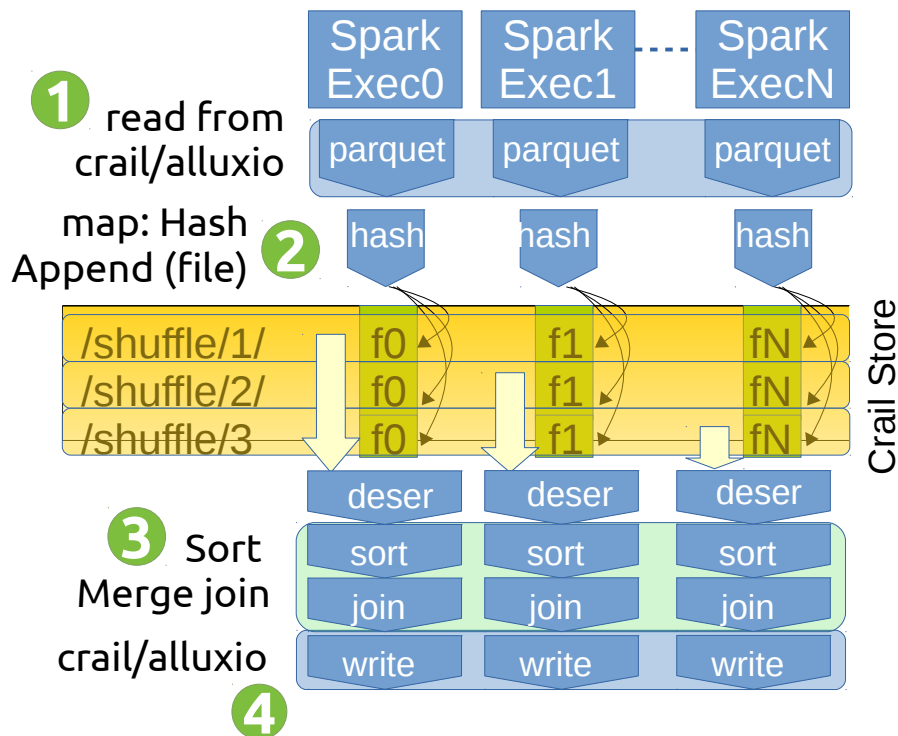 Spark Exec0
Spark Exec1
Spark ExecN
1
read from
crail/alluxio
parquet
parquet
parquet
map: Hash
Append (file)
2
hash
hash
hash
/shuffle/1/
f0
f1
fN
/shuffle/2/
f0
f1
fN
/shuffle/3
f0
f1
fN
Crail Store
deser
deser
deser
3
Sort
Merge join
sort
sort
sort
join
join
join
crail/alluxio
4
write
write
write